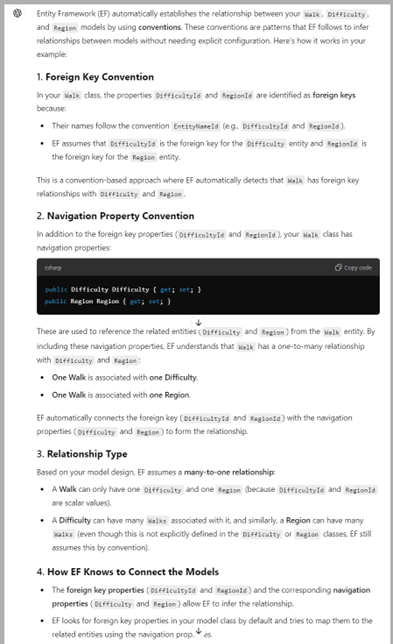 Entity Framework (EF) automatically establishes the relationship between your Walk, Difficulty,
and Region models by using conventions. These conventions are patterns that EF follows to infer
relationships between models without needing explicit configuration. Here's how it works in your
example:
1. Foreign Key Convention
In your Walk class, the properties DifficultyId and RegionId are identified as foreign keys
because:
• Their names follow the convention EntityNameId (e.g., DifficultyId and RegionId).
• EF assumes that DifficultyId is the foreign key for the Difficulty entity and RegionId is
the foreign key for the Region entity.
This is a convention-based approach where EF automatically detects that Walk has foreign key
relationships with Difficulty and Region.
2. Navigation Property Convention
In addition to the foreign key properties (DifficultyId and RegionId), your Walk class has
navigation properties:
csharp Copy code
public Difficulty Difficulty { get; set; }
public Region Region { get; set; }
These are used to reference the related entities (Difficulty and Region) from the Walk entity. By
including these navigation properties, EF understands that Walk has a one-to-many relationship
with Difficulty and Region:
• One Walk is associated with one Difficulty.
• One Walk is associated with one Region.
EF automatically connects the foreign key (DifficultyId and RegionId) with the navigation
properties (Difficulty and Region) to form the relationship.
3. Relationship Type
Based on your model design, EF assumes a many-to-one relationship:
• A Walk can only have one Difficulty and one Region (because DifficultyId and RegionId
are scalar values).
• A Difficulty can have many Walks associated with it, and similarly, a Region can have many
Walks (even though this is not explicitly defined in the Difficulty or Region classes, EF still
assumes this by convention).
4. How EF Knows to Connect the Models
• The foreign key properties (DifficultyId and RegionId) and the corresponding navigation
properties (Difficulty and Region) allow EF to infer the relationship.
• EF looks for foreign key properties in your model class by default and tries to map them to the
related entities using the navigation